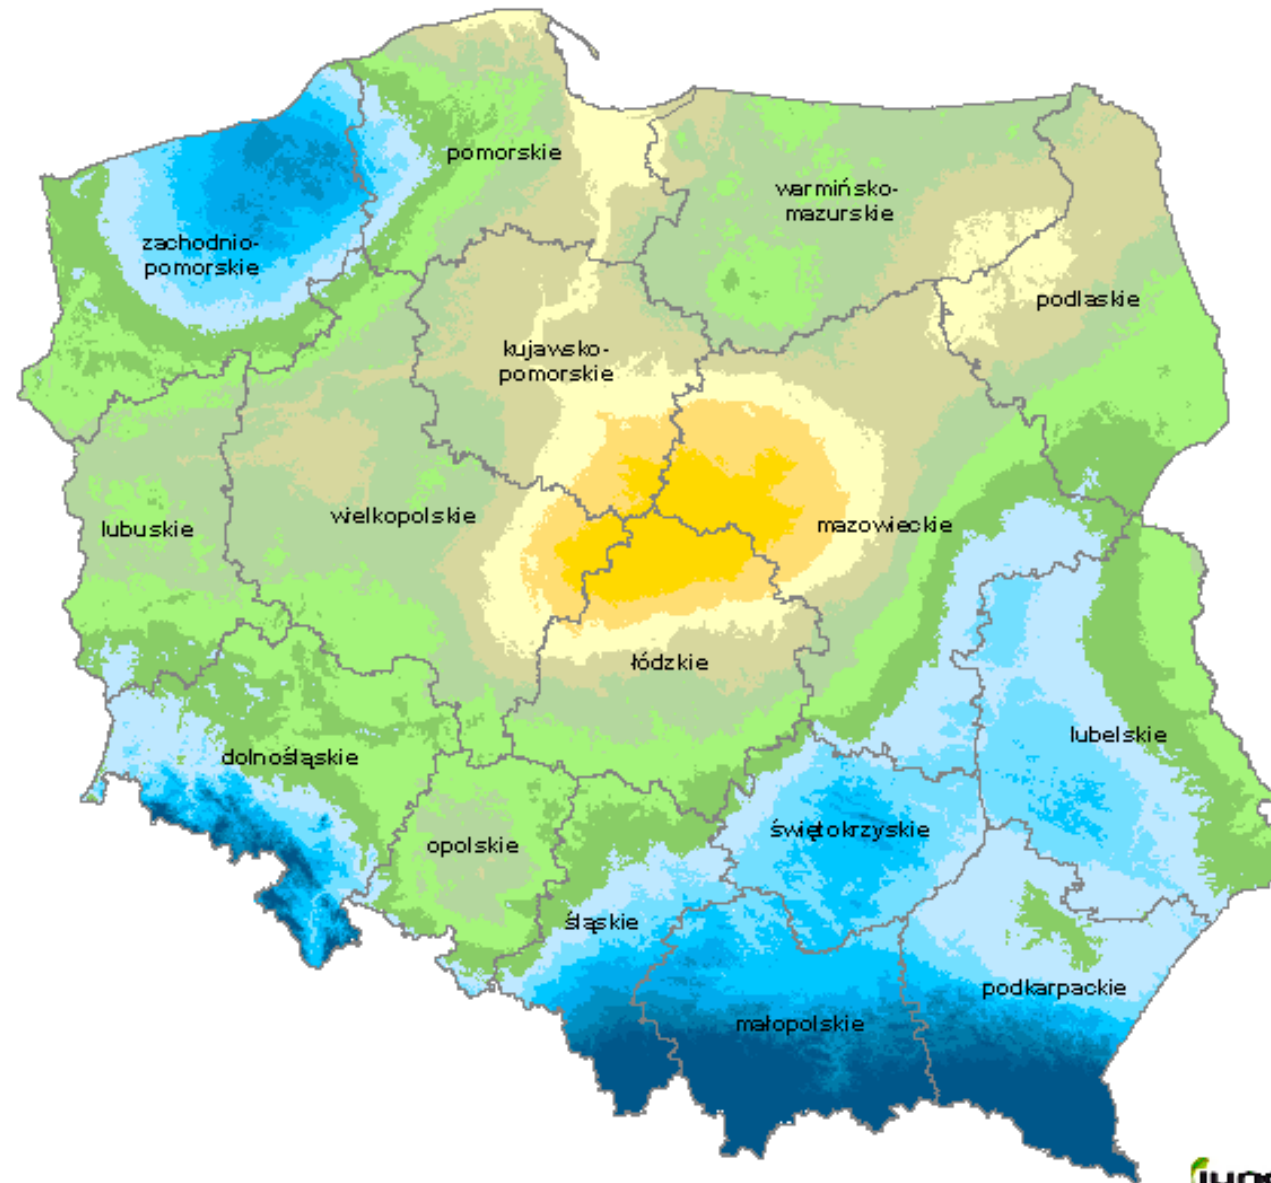 pomorskie
warmińsko-
mazurskie
zachodnio-
pomorskie
podlaskie
kujawsko-
pomorskie
wielkopolskie
mazowieckie
lubuskie
łódzkie
lubelskie
dolnośląskie
świętokrzyskie
opolskie
śląskie
podkarpackie
małopolskie